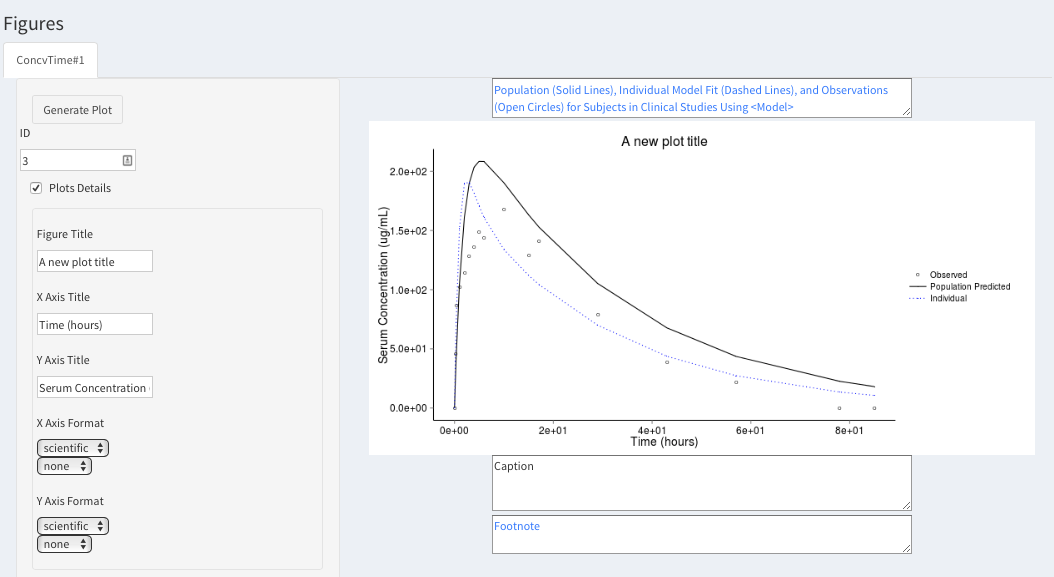 Figures
ConcvTime#1
Generate Plot
ID
3
Plots Details
Figure Title
A new plot title
X Axis Title
Time (hours)
Y Axis Title
Serum Concentration
X Axis Format
scientific
none
Y Axis Format
scientific
none
Population (Solid Lines), Individual Model Fit (Dashed Lines), and Observations
(Open Circles) for Subjects in Clinical Studies Using <Model>
A new plot title
Serum Concentration (ug/mL)
2.0e+02
1.5e+02
1.0e+02
5.0e+01
0.0e+00
0e+00 2e+01 4e+01 6e+01 8e+01
Time (hours)
Observed
Population Predicted
Individual
Caption
Footnote